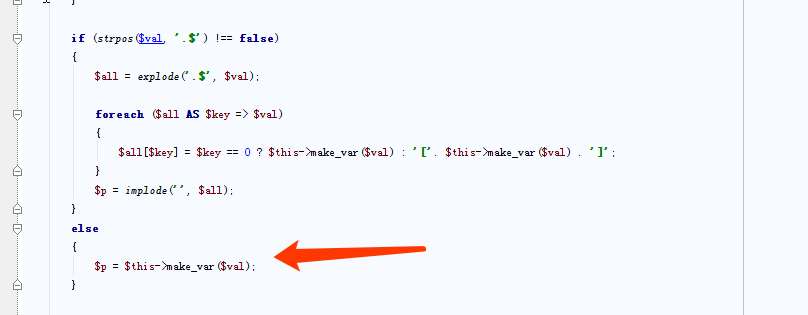 }
if (strpos($val, '.$') !== false)
{
$all = explode('.$', $val);
foreach ($all AS $key => $val)
{
$all[$key] = $key == 0 ? $this->make_var($val) : '['. $this->make_var($val) . ']';
}
$p = implode('', $all);
}
else
{
$p = $this->make_var($val);
}